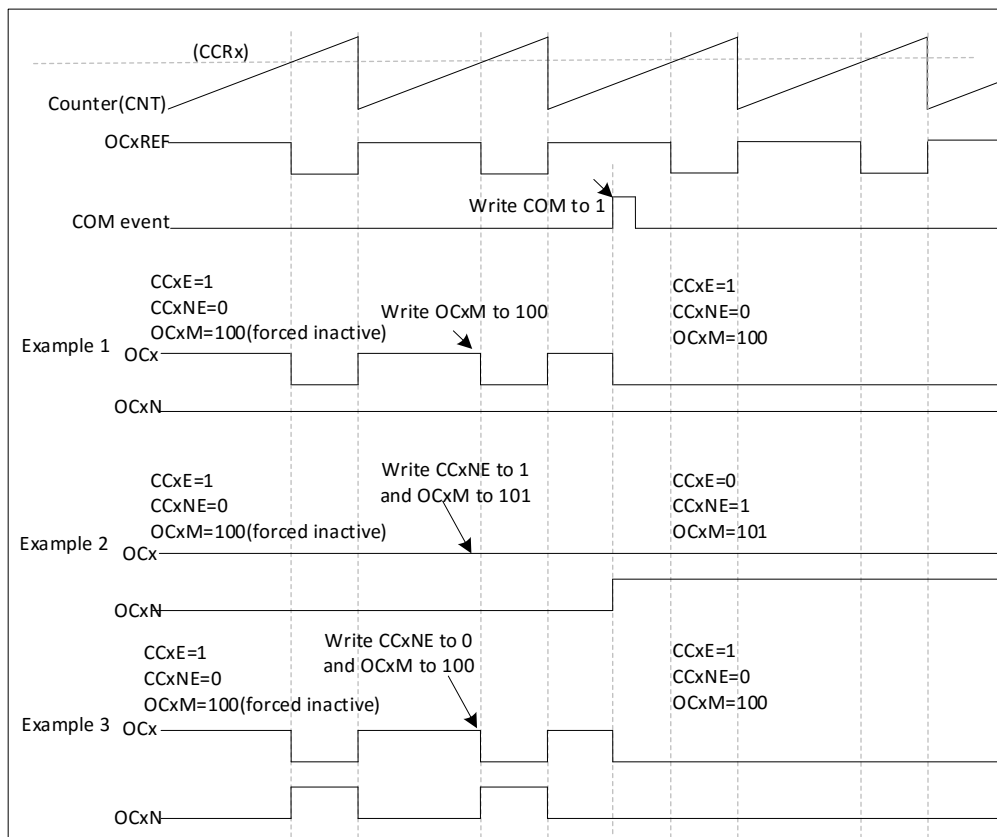 (CCRx)
Counter(CNT)
OCxREF
Write COM to 1
COM event
CCxE=1
CCxNE=0
OCxM=100(forced inactive)
Write OCxM to 100
CCxE=1
CCxNE=0
OCxM=100
Example 1
OCx
OCxN
CCxE=1
CCxNE=0
OCxM=100(forced inactive)
Write CCxNE to 1
and OCxM to 101
CCxE=0
CCxNE=1
OCxM=101
Example 2
OCx
OCxN
CCxE=1
CCxNE=0
OCxM=100(forced inactive)
Write CCxNE to 0
and OCxM to 100
CCxE=1
CCxNE=0
OCxM=100
Example 3
OCx
OCxN